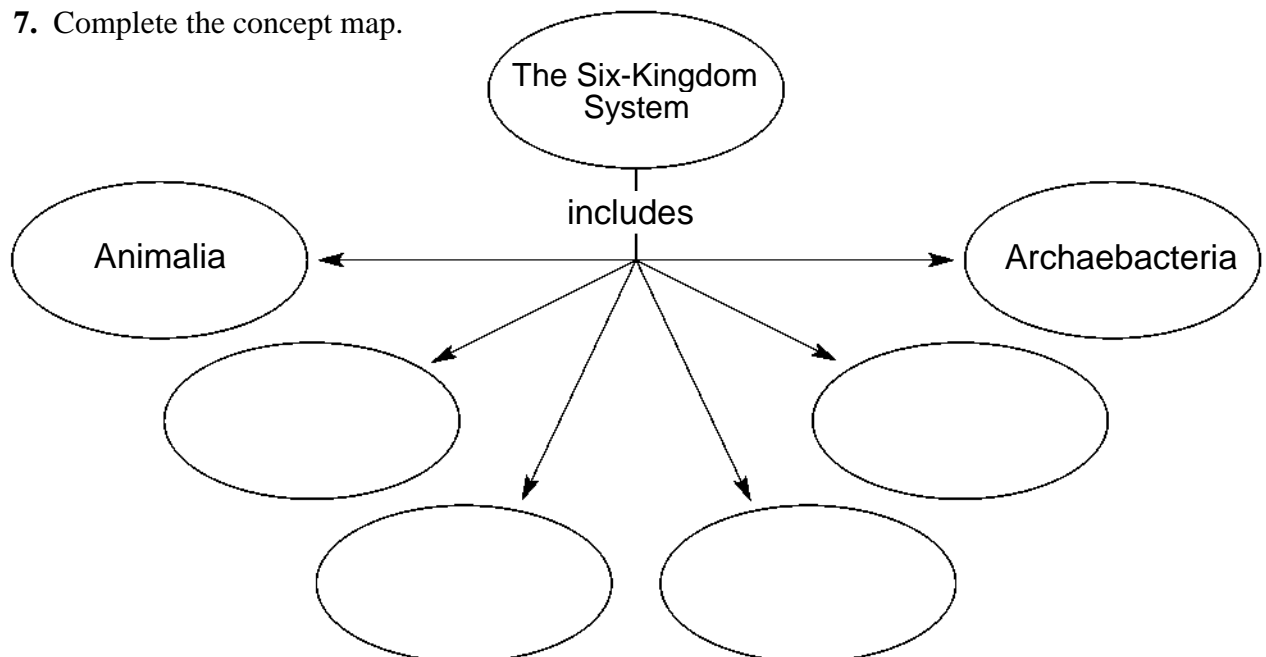 7. Complete the concept map.
The Six-Kingdom
System
includes
Animalia
Archaebacteria